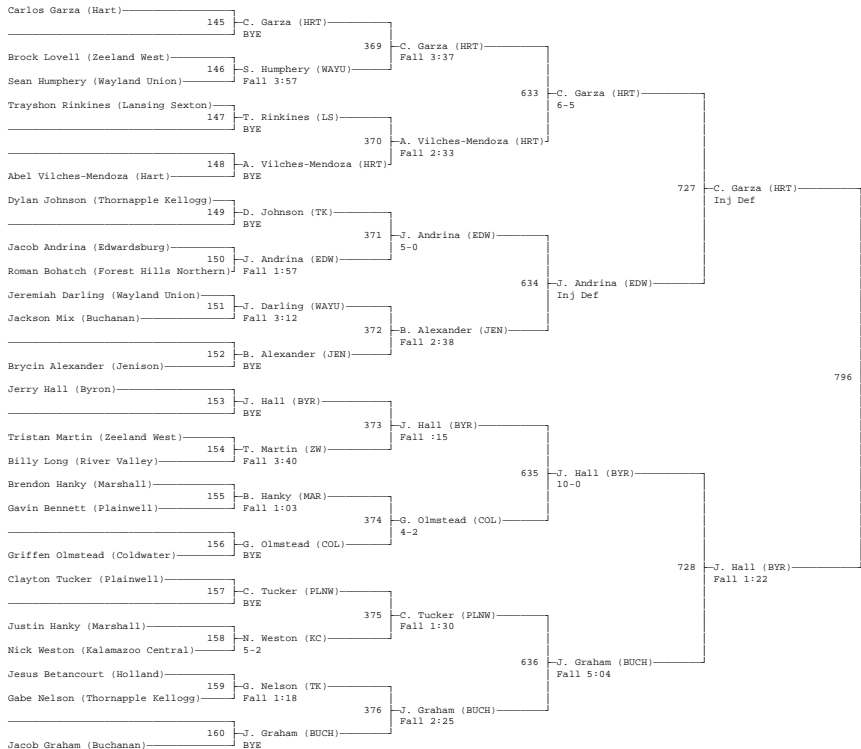 Carlos Garza (Hart)
145 C. Garza (HRT)
BYE
369 C. Garza (HRT)
Fall 3:37
Brock Lovell (Zeeland West)
146 S. Humphery (WAYU)
Sean Humphery (Wayland Union) Fall 3:57
633 C. Garza (HRT)
6-5
Trayshon Rinkines (Lansing Sexton)
147 T. Rinkines (LS)
BYE
370 A. Vilches-Mendoza (HRT)
Fall 2:33
148 A. Vilches-Mendoza (HRT)
Abel Vilches-Mendoza (Hart) BYE
727 C. Garza (HRT)
Inj Def
Dylan Johnson (Thornapple Kellogg)
149 D. Johnson (TK)
BYE
371 J. Andrina (EDW)
5-0
Jacob Andrina (Edwardsburg)
150 J. Andrina (EDW)
Roman Bohatch (Forest Hills Northern) Fall 1:57
634 J. Andrina (EDW)
Inj Def
Jeremiah Darling (Wayland Union)
151 J. Darling (WAYU)
Jackson Mix (Buchanan) Fall 3:12
372 B. Alexander (JEN)
Fall 2:38
152 B. Alexander (JEN)
Brycin Alexander (Jenison) BYE
796
Jerry Hall (Byron)
153 J. Hall (BYR)
BYE
373 J. Hall (BYR)
Fall :15
Tristan Martin (Zeeland West)
154 T. Martin (ZW)
Billy Long (River Valley) Fall 3:40
635 J. Hall (BYR)
10-0
Brendon Hanky (Marshall)
155 B. Hanky (MAR)
Gavin Bennett (Plainwell) Fall 1:03
374 G. Olmstead (COL)
4-2
156 G. Olmstead (COL)
Griffen Olmstead (Coldwater) BYE
728 J. Hall (BYR)
Fall 1:22
Clayton Tucker (Plainwell)
157 C. Tucker (PLNW)
BYE
375 C. Tucker (PLNW)
Fall 1:30
Justin Hanky (Marshall)
158 N. Weston (KC)
Nick Weston (Kalamazoo Central) 5-2
636 J. Graham (BUCH)
Fall 5:04
Jesus Betancourt (Holland)
159 G. Nelson (TK)
Gabe Nelson (Thornapple Kellogg) Fall 1:18
376 J. Graham (BUCH)
Fall 2:25
160 J. Graham (BUCH)
Jacob Graham (Buchanan) BYE